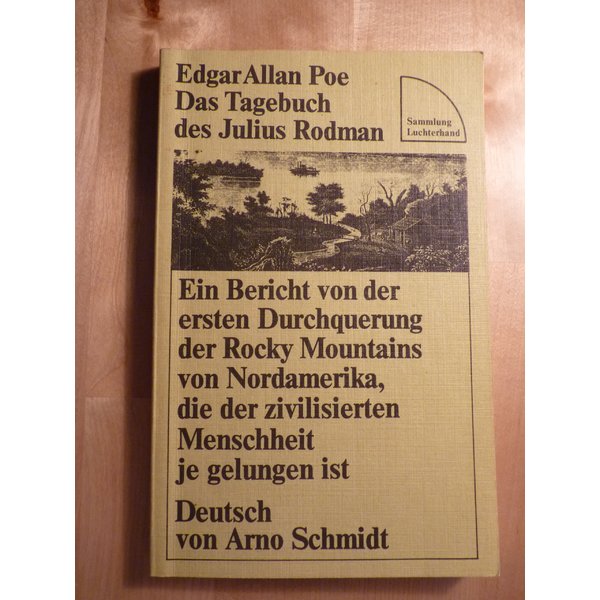 Edgar Allan Poe
Das Tagebuch
des Julius Rodman
Sammlung
Luchterhand
Ein Bericht von der
ersten Durchquerung
der Rocky Mountains
von Nordamerika,
die der zivilisierten
Menschheit
je gelungen ist
Deutsch
von Arno Schmidt